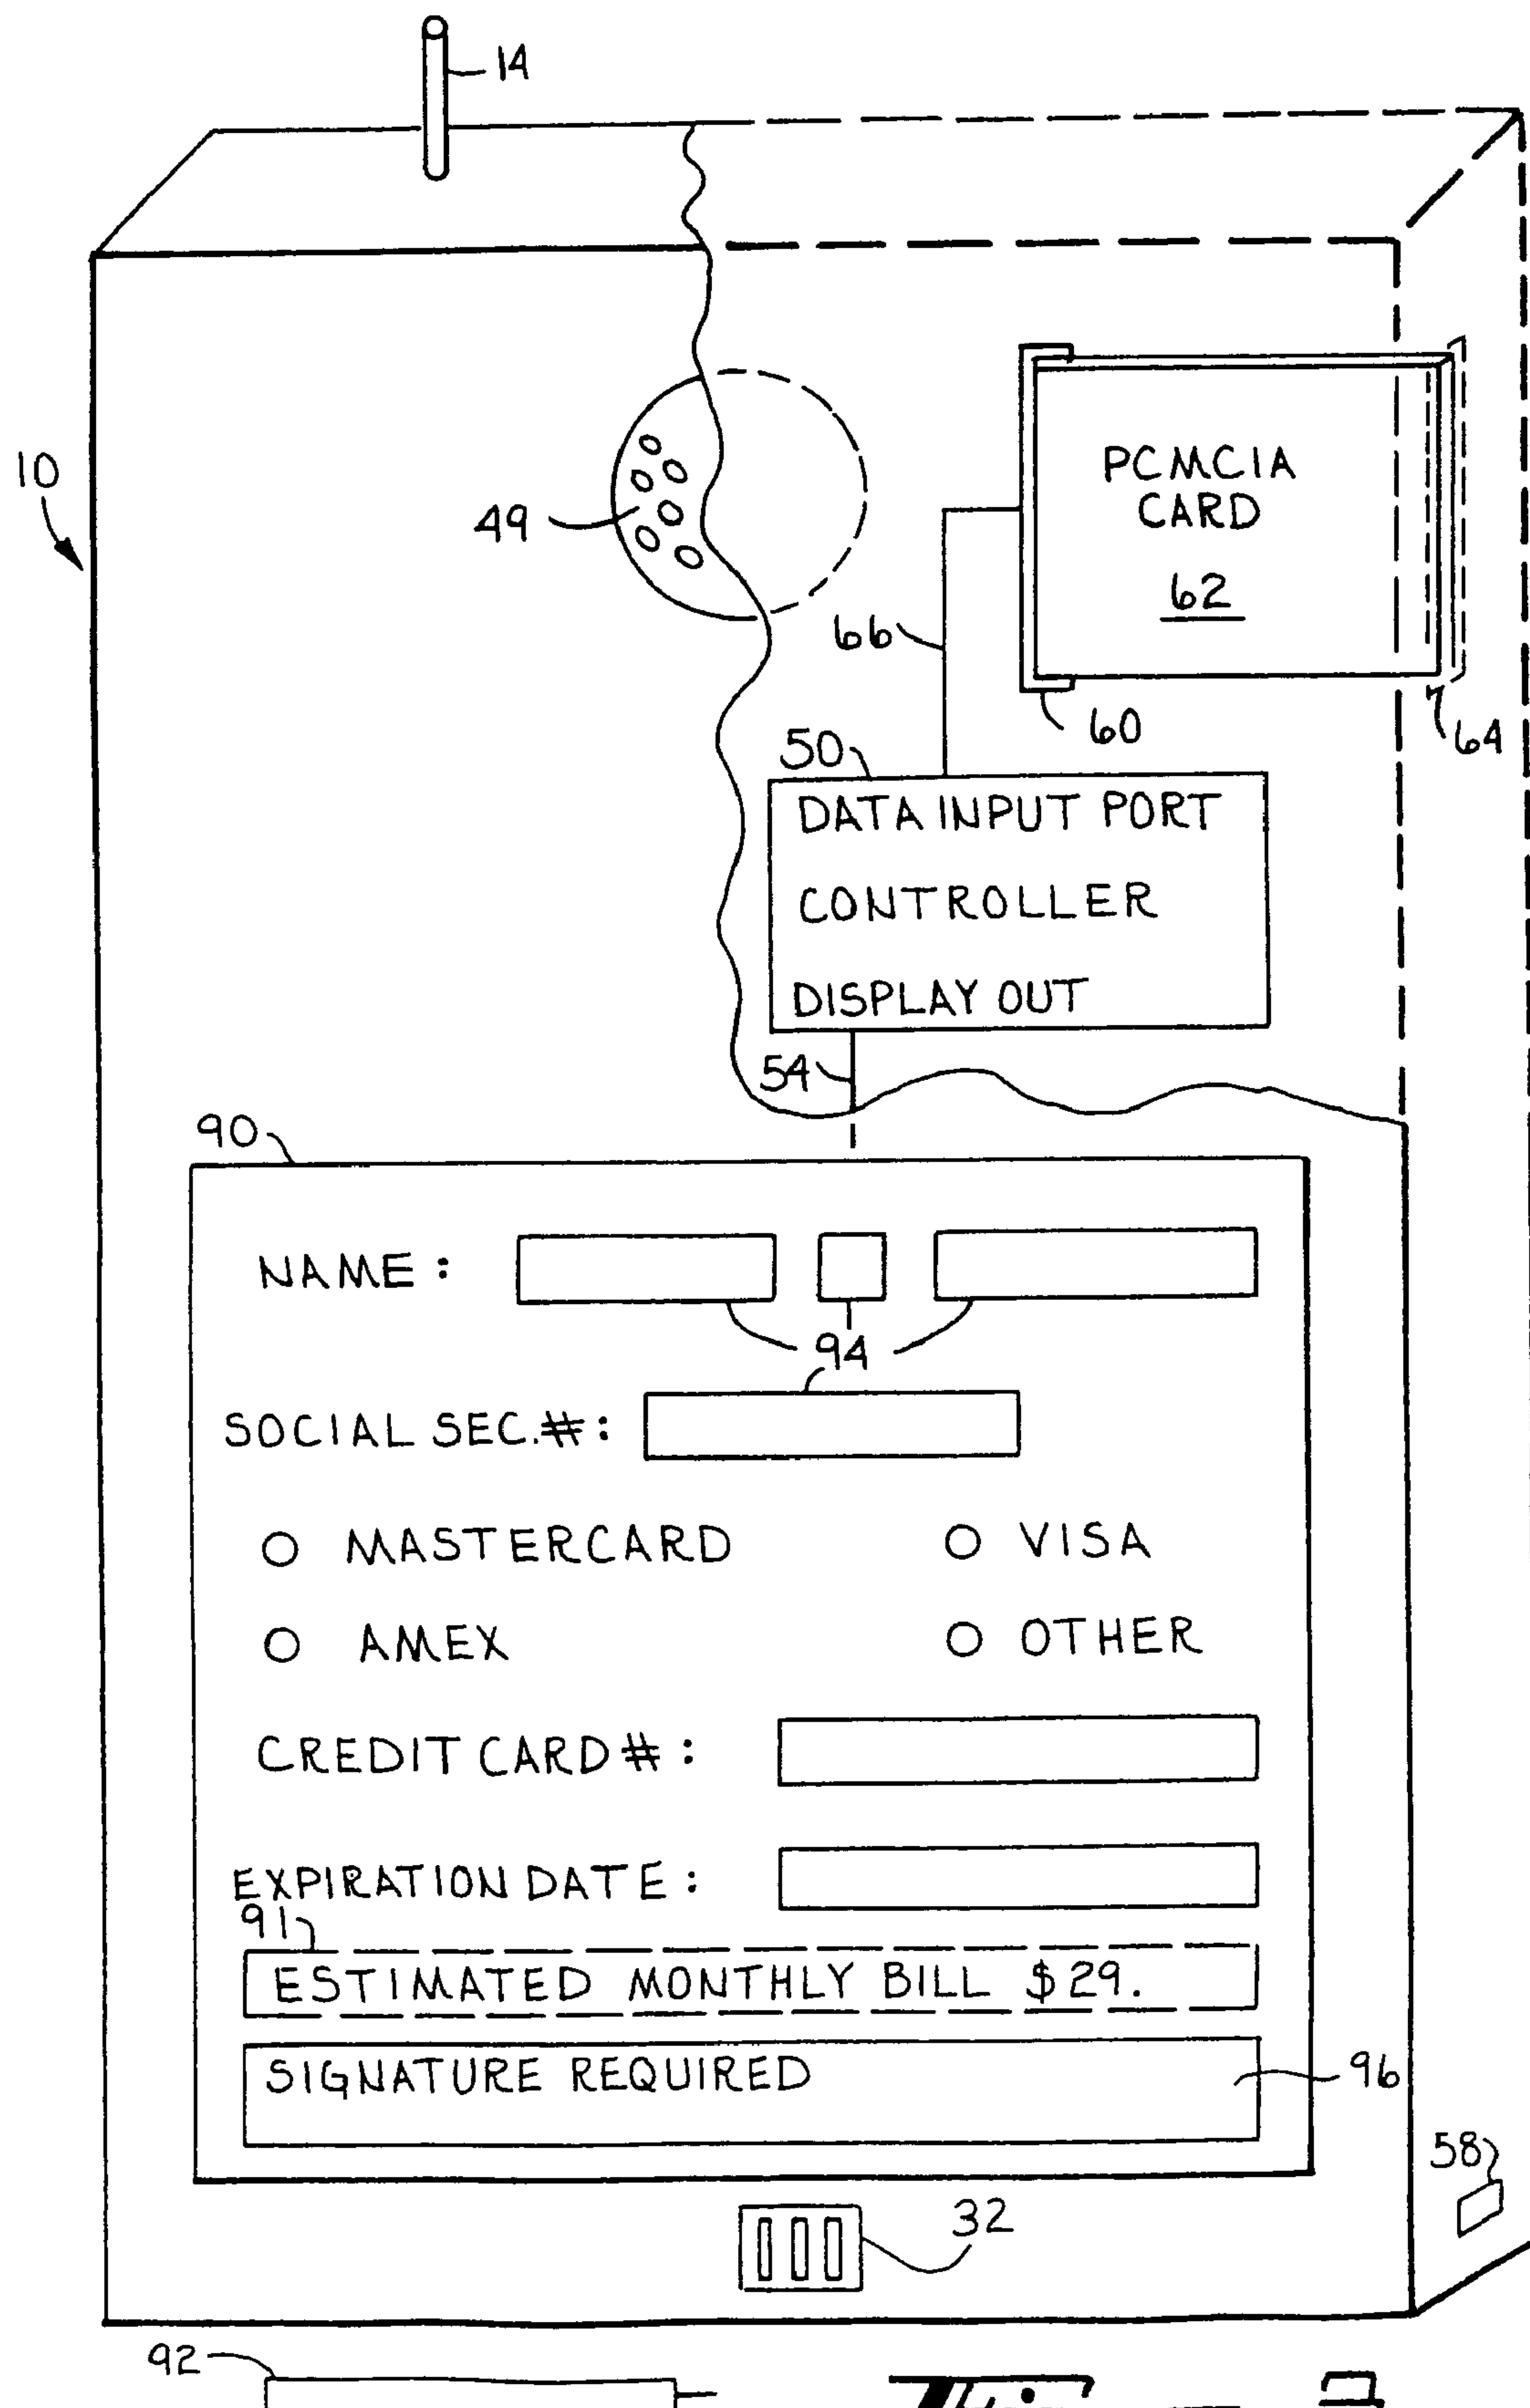 14
10
49
PCMCIA
CARD
62
66
60
64
50
DATA INPUT PORT
CONTROLLER
DISPLAY OUT
54
90
NAME :
94
SOCIAL SEC.# :
MASTERCARD VISA
AMEX OTHER
CREDIT CARD # :
EXPIRATION DATE :
91
ESTIMATED MONTHLY BILL $29.
SIGNATURE REQUIRED
96
58
32
92